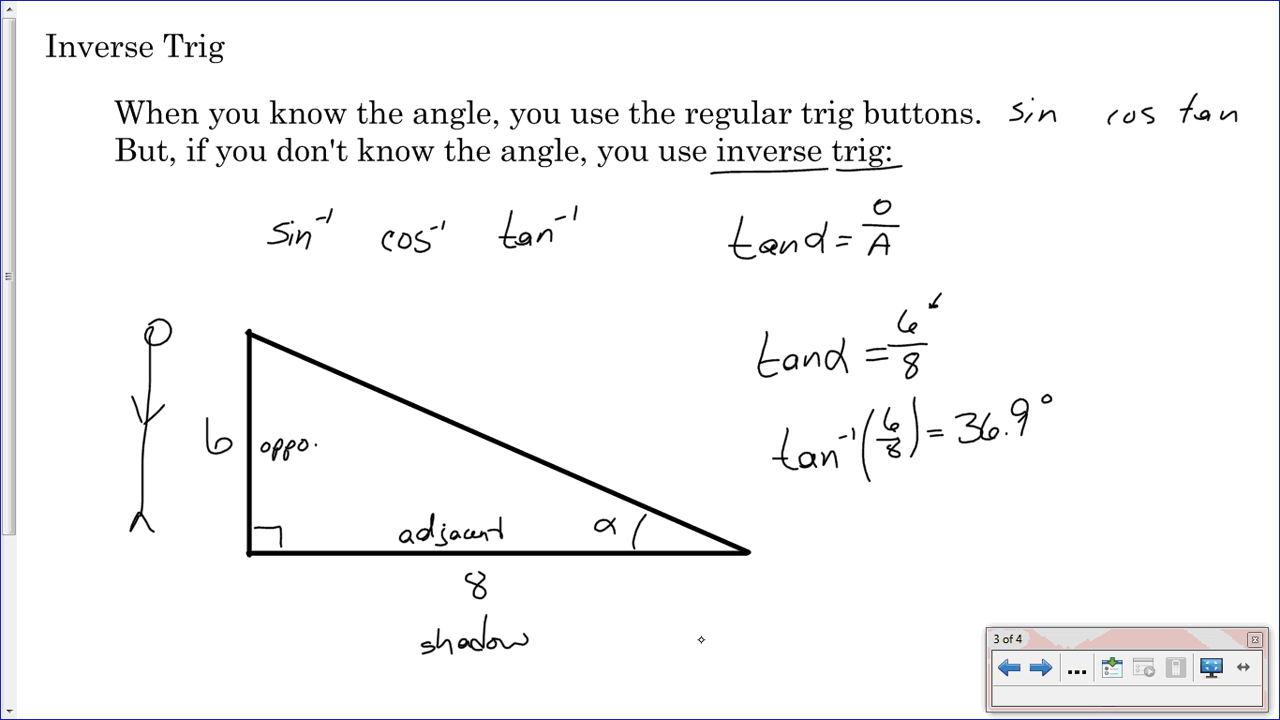 Inverse Trig
When you know the angle, you use the regular trig buttons. sin cos tan
But, if you don't know the angle, you use inverse trig:
sin⁻¹ cos⁻¹ tan⁻¹
tanα = O/A
tanα = 6/8
tan⁻¹(6/8) = 36.9°
6 oppo.
adjacent α
8
shadow
3 of 4
...